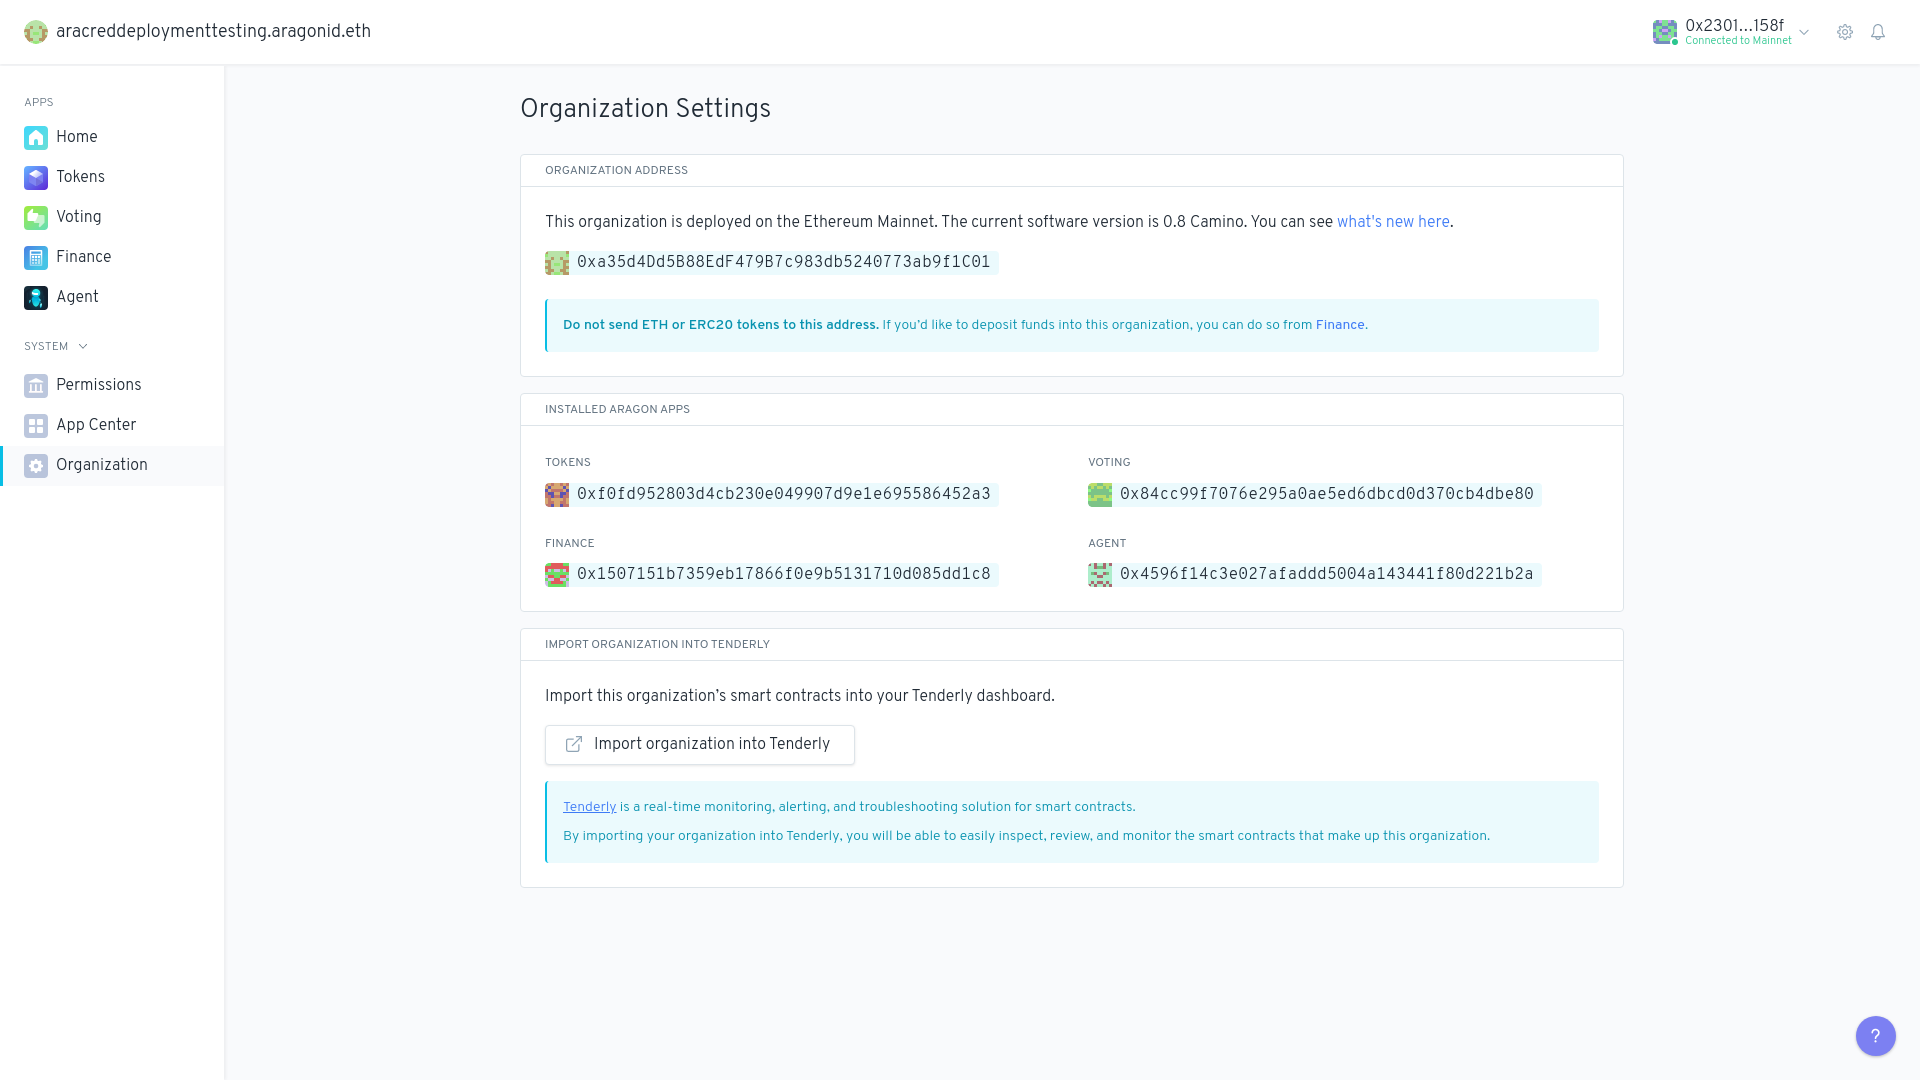 aracreddeploymenttesting.aragonid.eth
0x2301...158f
Connected to Mainnet
APPS
Home
Tokens
Voting
Finance
Agent
SYSTEM
Permissions
App Center
Organization
Organization Settings
ORGANIZATION ADDRESS
This organization is deployed on the Ethereum Mainnet. The current software version is 0.8 Camino. You can see what's new here.
0xa35d4Dd5B88EdF479B7c983db5240773ab9f1C01
Do not send ETH or ERC20 tokens to this address. If you’d like to deposit funds into this organization, you can do so from Finance.
INSTALLED ARAGON APPS
TOKENS
0xf0fd952803d4cb230e049907d9e1e695586452a3
VOTING
0x84cc99f7076e295a0ae5ed6dbcd0d370cb4dbe80
FINANCE
0x1507151b7359eb17866f0e9b5131710d085dd1c8
AGENT
0x4596f14c3e027afaddd5004a143441f80d221b2a
IMPORT ORGANIZATION INTO TENDERLY
Import this organization’s smart contracts into your Tenderly dashboard.
Import organization into Tenderly
Tenderly is a real-time monitoring, alerting, and troubleshooting solution for smart contracts.
By importing your organization into Tenderly, you will be able to easily inspect, review, and monitor the smart contracts that make up this organization.
?